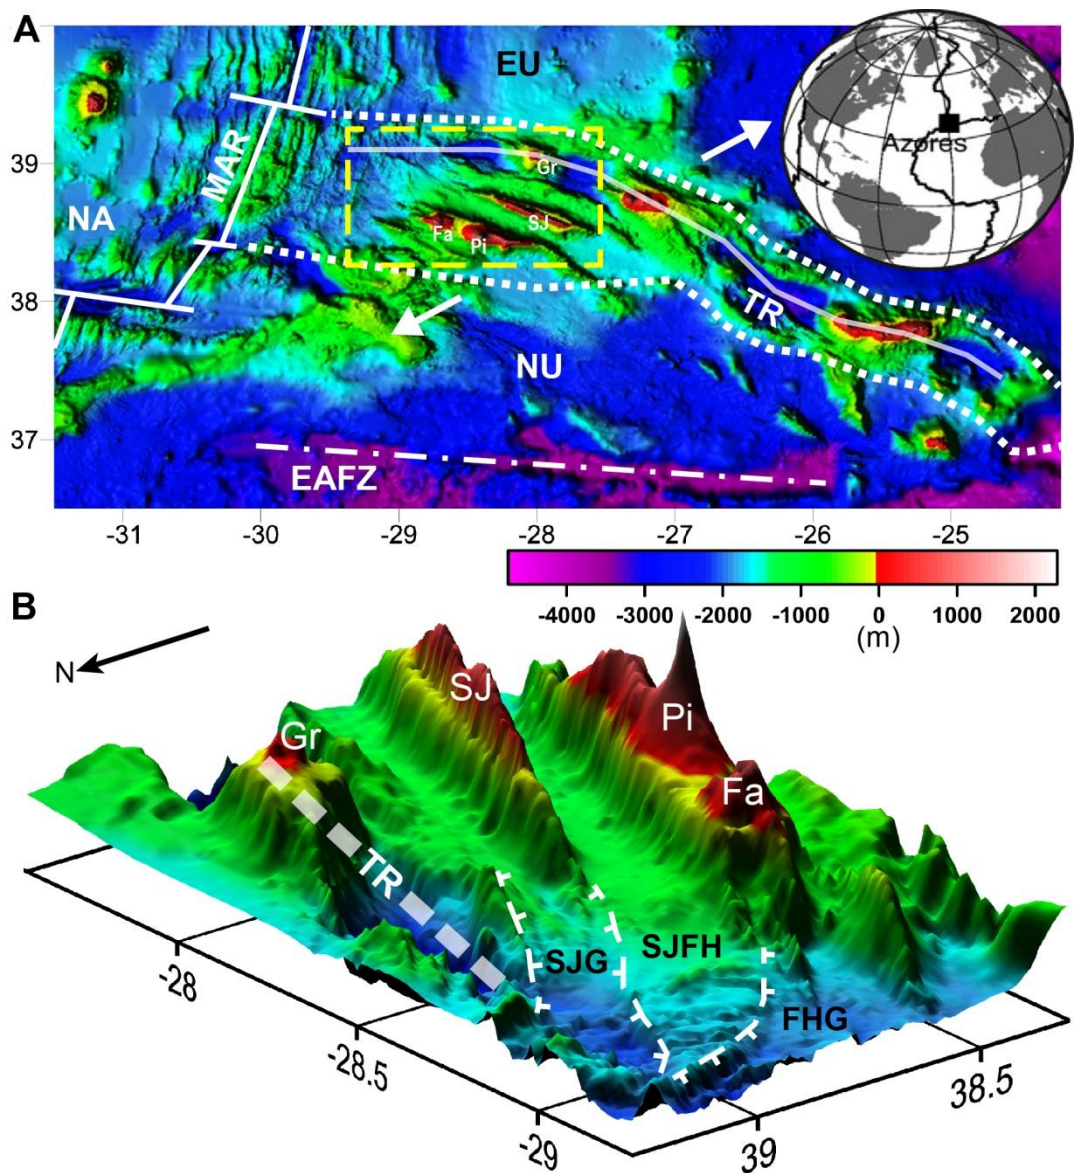 A
EU
Azores
39
MAR
Gr
NA
SJ
Fa
Pi
38
TR
NU
37
EAFZ
-31 -30 -29 -28 -27 -26 -25
-4000 -3000 -2000 -1000 0 1000 2000
(m)
B
N
SJ
Pi
Gr
Fa
TR
SJG
SJFH
FHG
-28
-28.5
38.5
-29
39